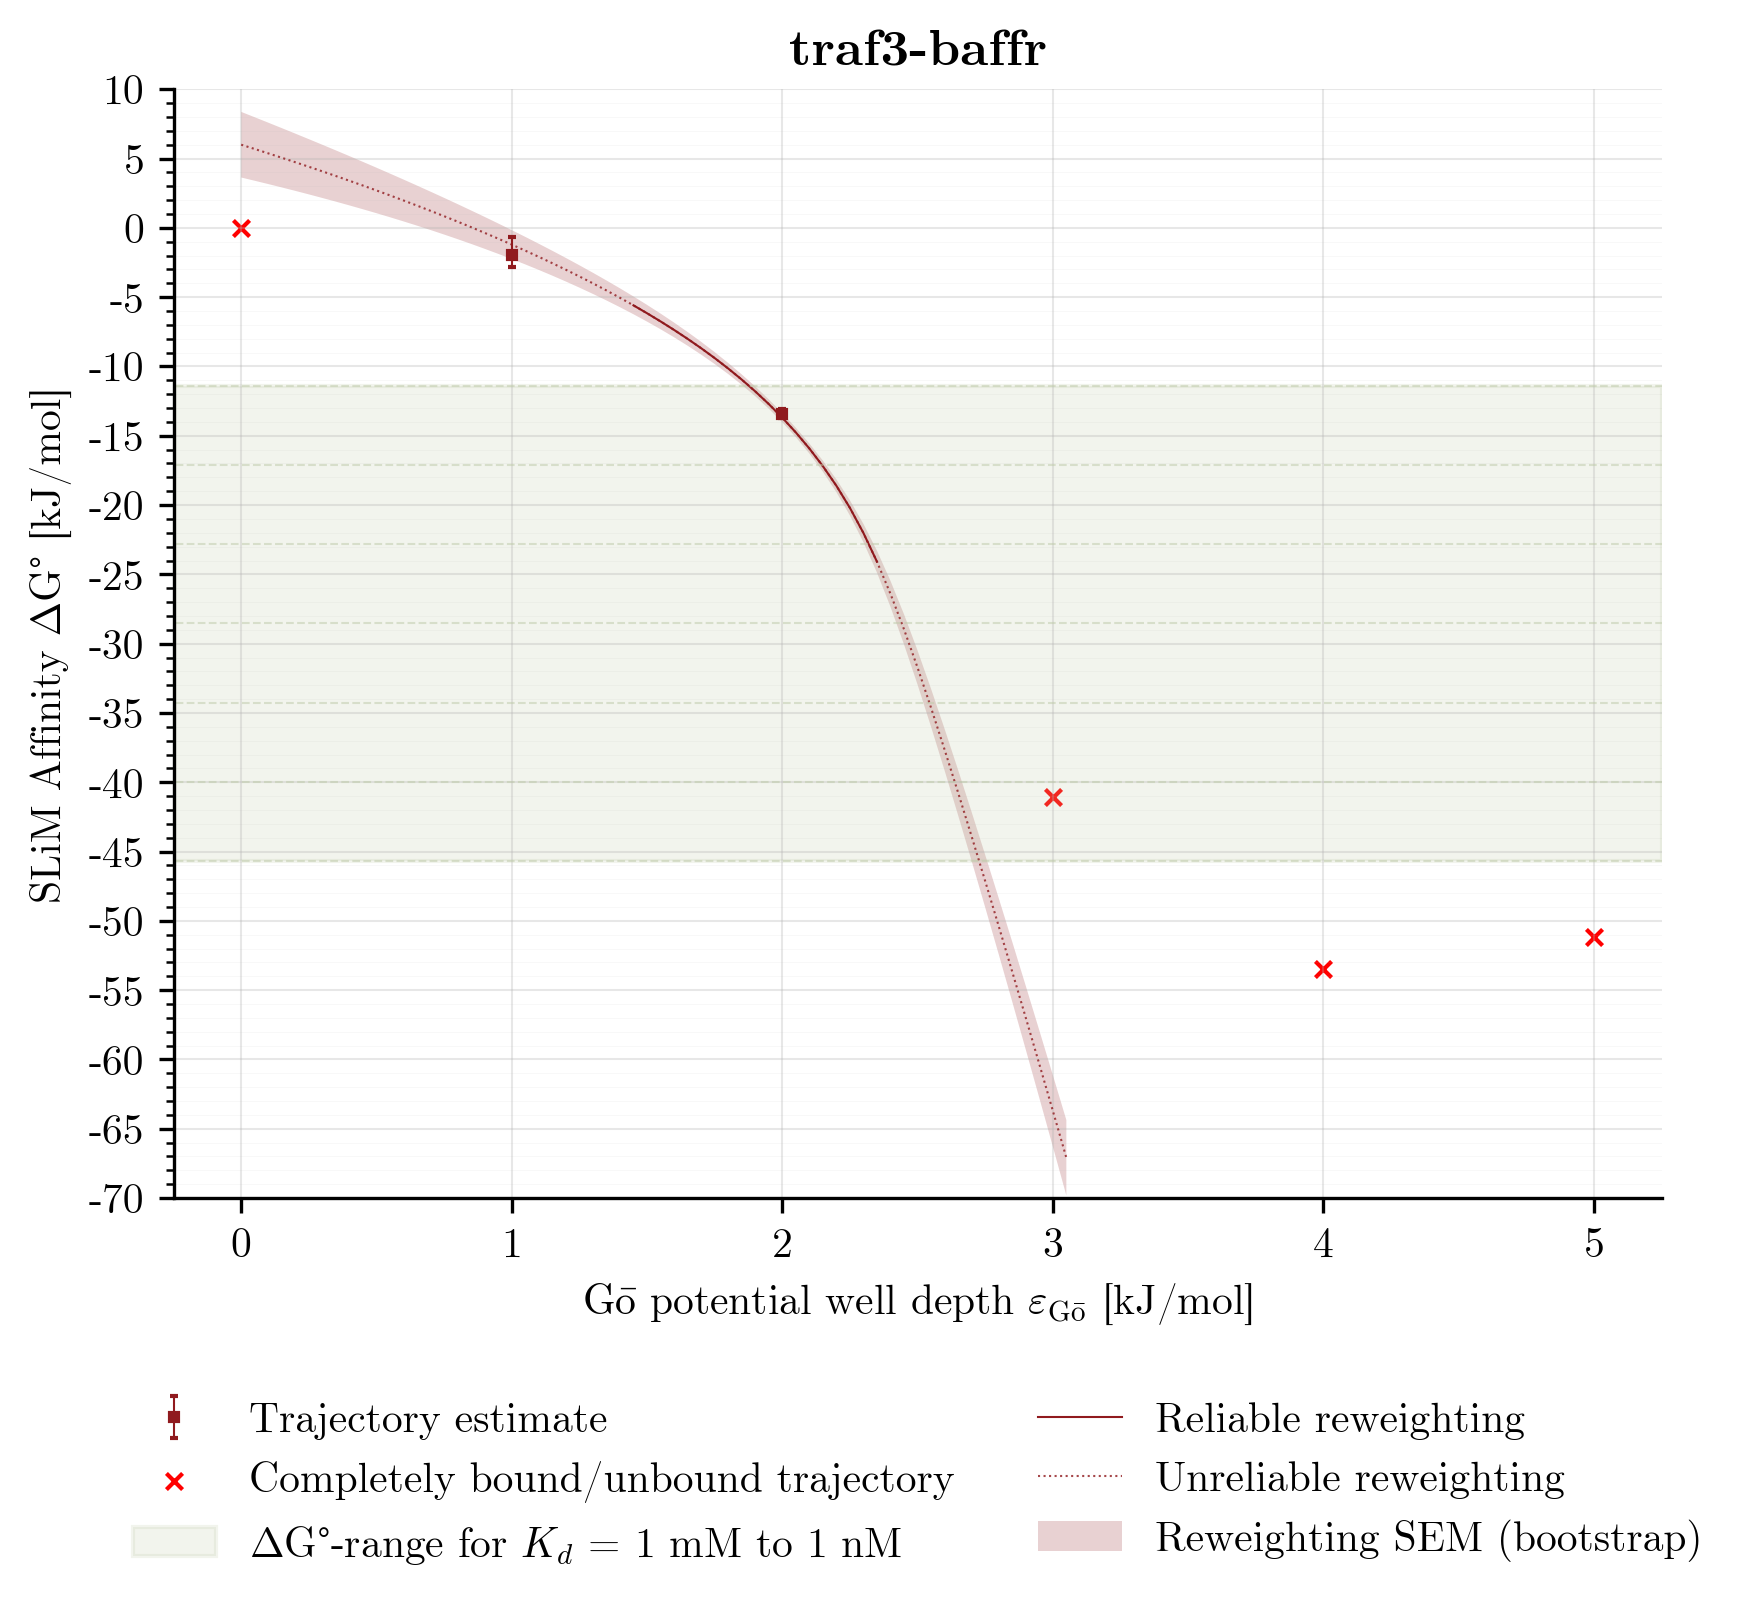 traf3-baffr
SLiM Affinity ΔG° [kJ/mol]
10
5
0
-5
-10
-15
-20
-25
-30
-35
-40
-45
-50
-55
-60
-65
-70
0 1 2 3 4 5
Gō potential well depth ε_Gō [kJ/mol]
Trajectory estimate
Completely bound/unbound trajectory
ΔG°-range for K_d = 1 mM to 1 nM
Reliable reweighting
Unreliable reweighting
Reweighting SEM (bootstrap)